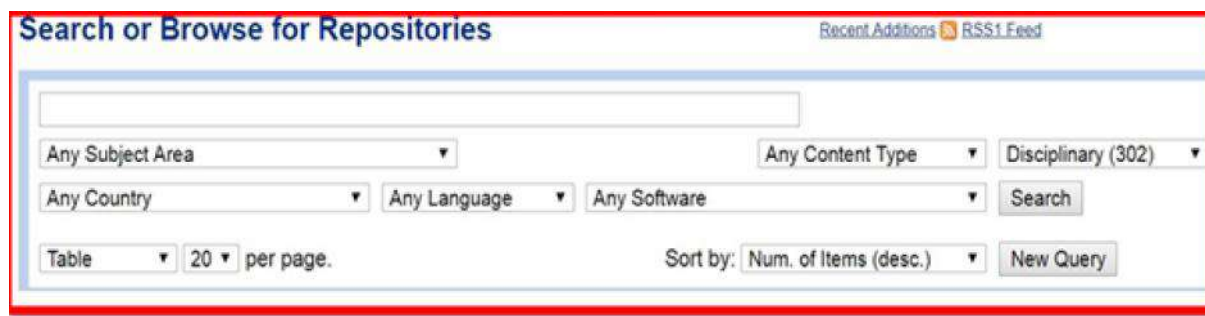 Search or Browse for Repositories Recent Additions RSS1 Feed
Any Subject Area Any Content Type Disciplinary (302)
Any Country Any Language Any Software Search
Table 20 per page. Sort by: Num. of Items (desc.) New Query